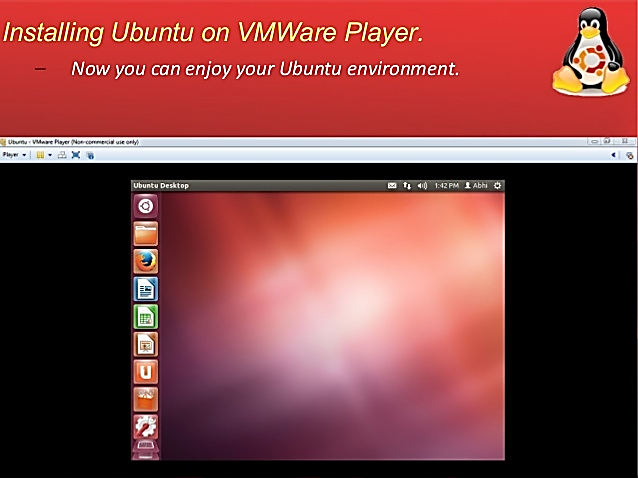 Installing Ubuntu on VMWare Player.
– Now you can enjoy your Ubuntu environment.
Ubuntu - VMware Player (Non-commercial use only)
Player
Ubuntu Desktop 1:42 PM Abhi